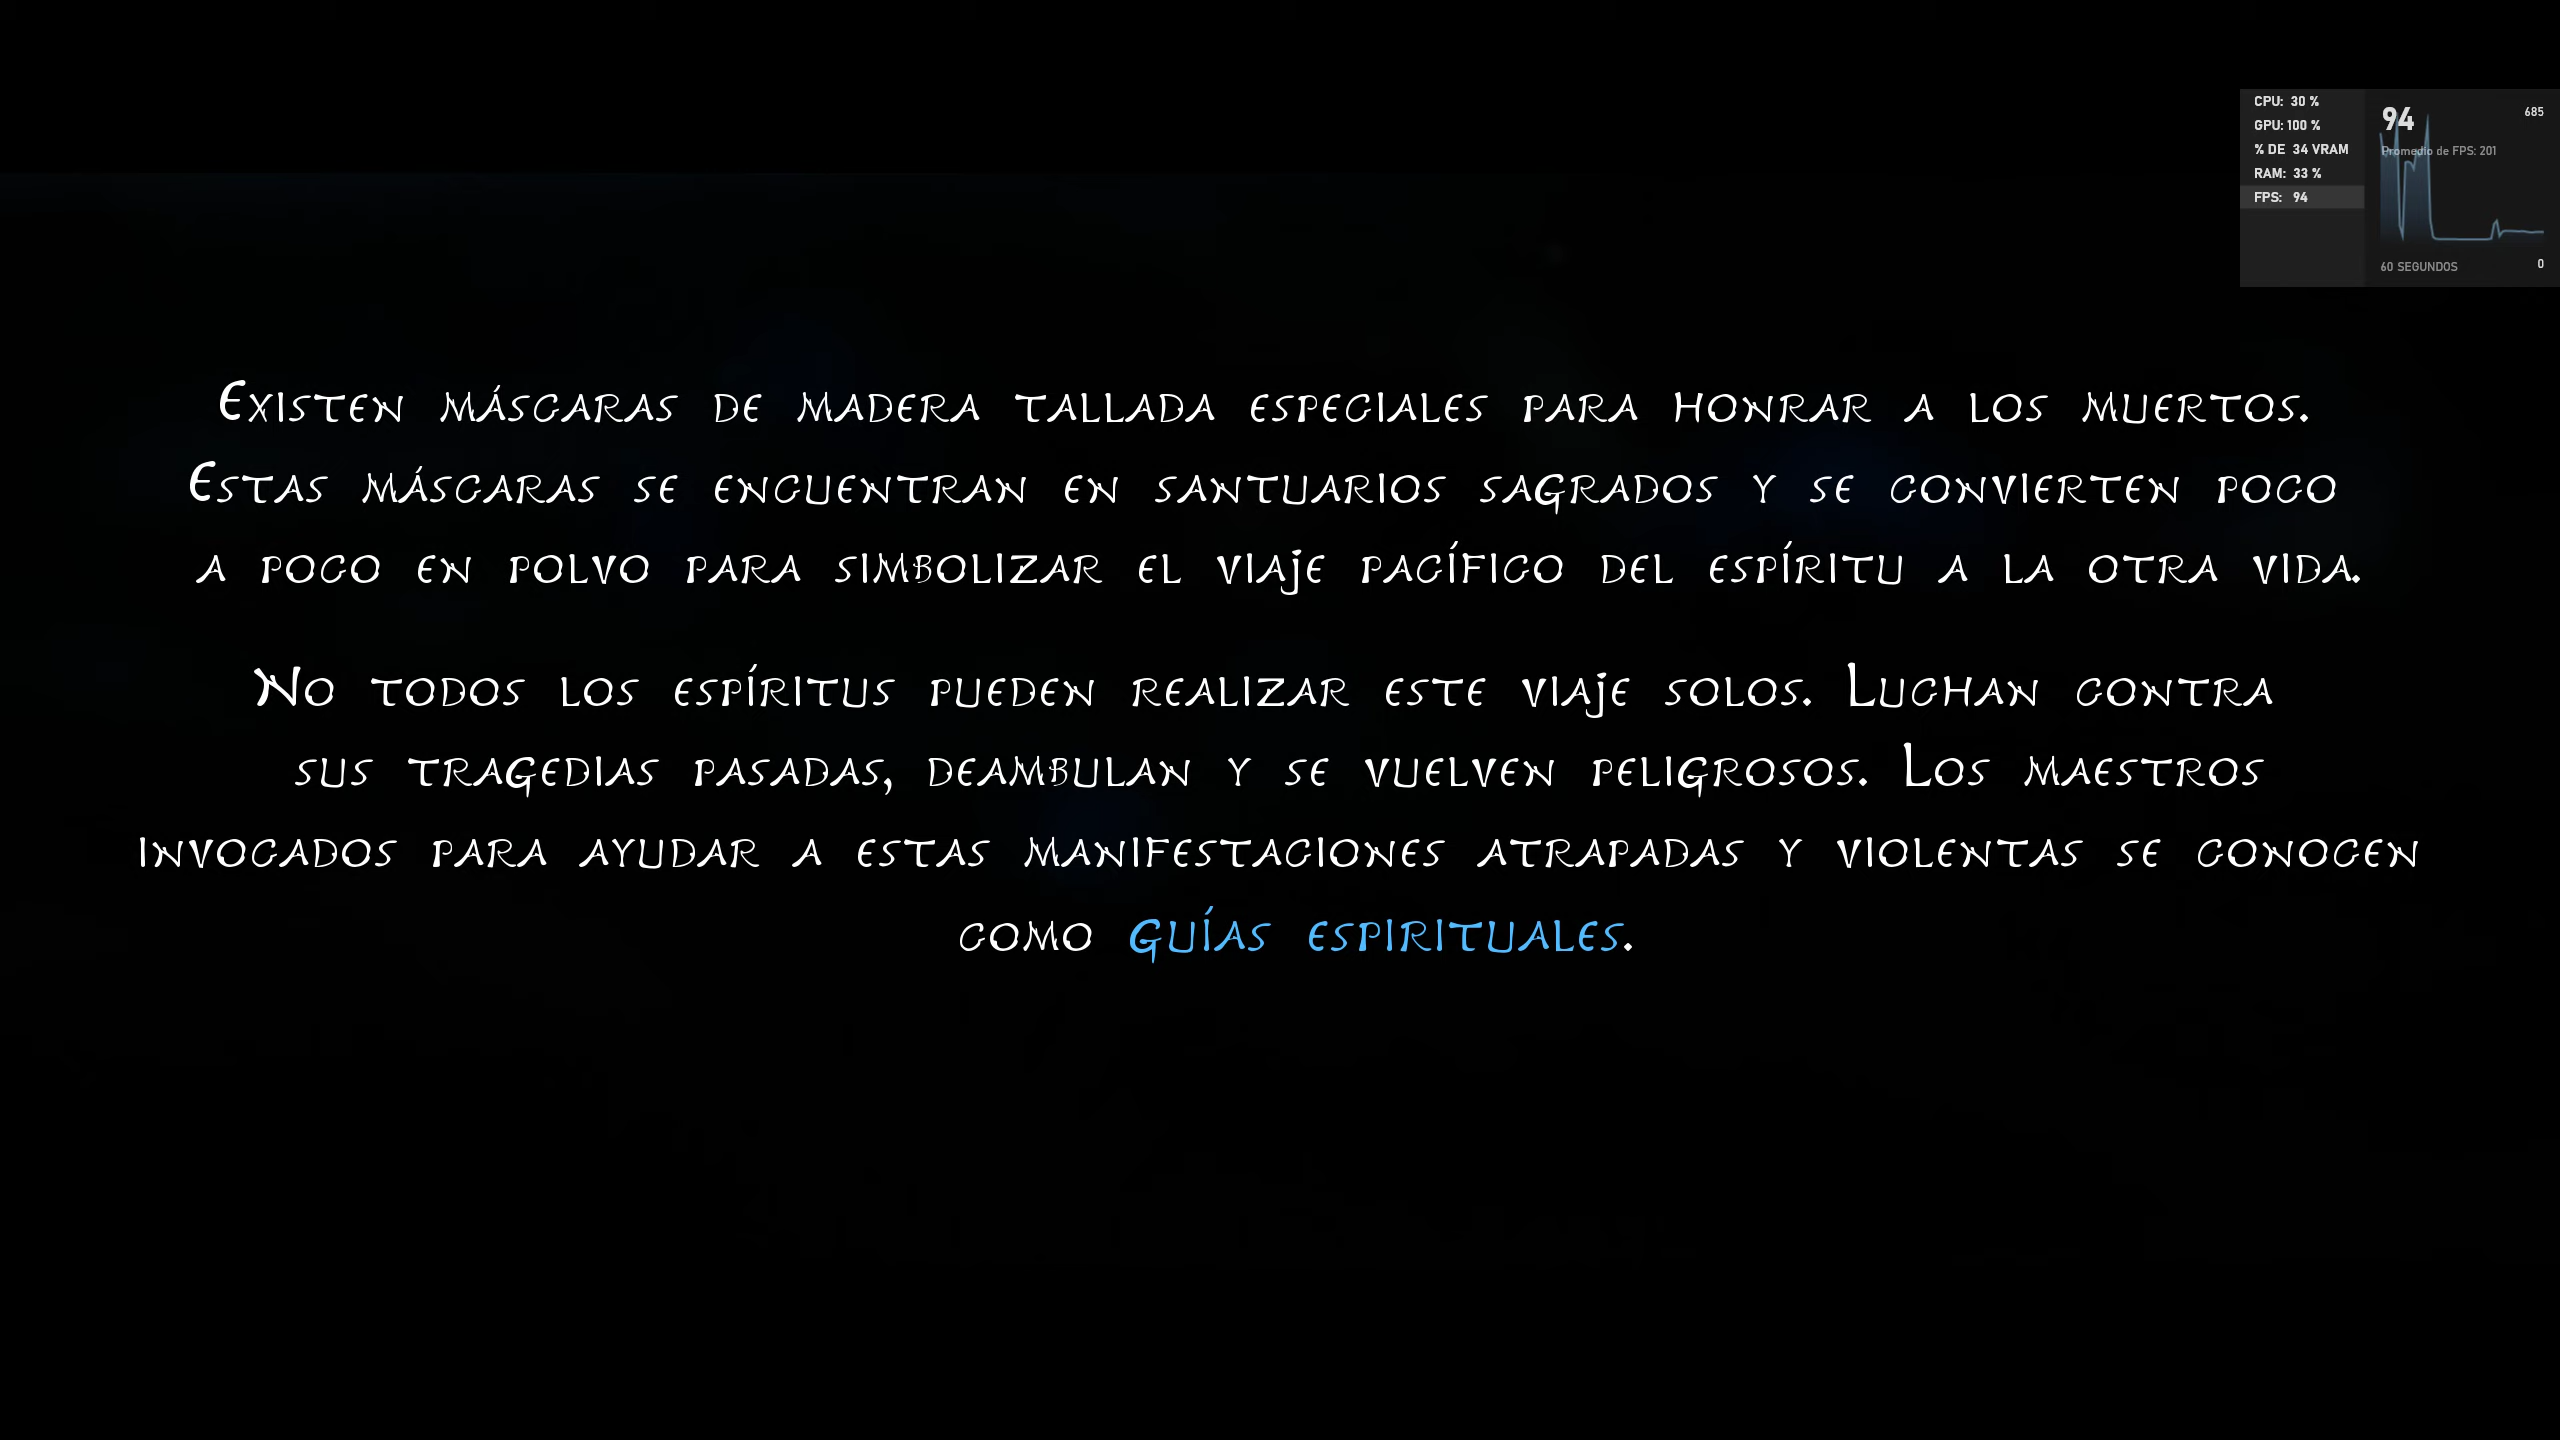 CPU: 30 %
GPU: 100 %
% DE 34 VRAM
RAM: 33 %
FPS: 94
94
685
Promedio de FPS: 201
60 SEGUNDOS
0
Existen máscaras de madera tallada especiales para honrar a los muertos.
Estas máscaras se encuentran en santuarios sagrados y se convierten poco
a poco en polvo para simbolizar el viaje pacífico del espíritu a la otra vida.
No todos los espíritus pueden realizar este viaje solos. Luchan contra
sus tragedias pasadas, deambulan y se vuelven peligrosos. Los maestros
invocados para ayudar a estas manifestaciones atrapadas y violentas se conocen
como Guías espirituales.